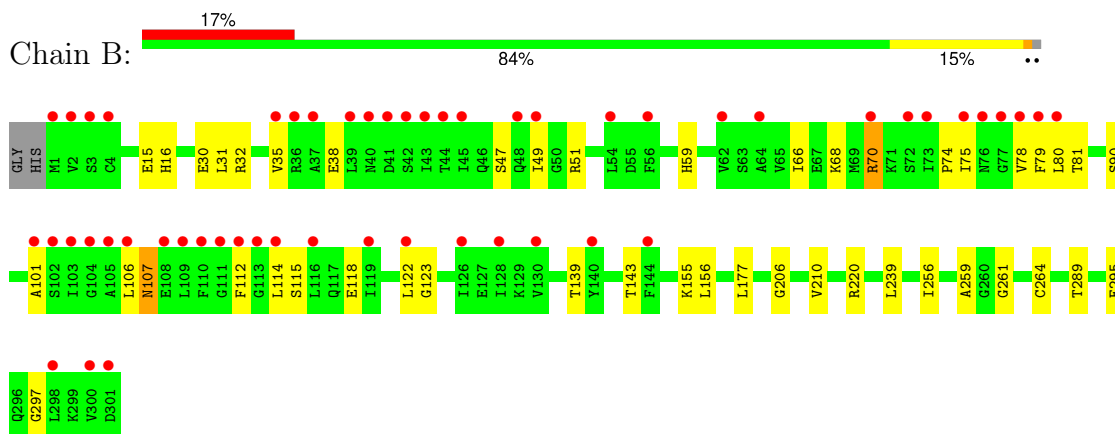 17%
Chain B:
84% 15% ••
GLY HIS M1 V2 S3 C4 E15 H16 E30 L31 R32 V35 R36 A37 E38 L39 N40 D41 S42 I43 T44 I45 Q46 S47 Q48 I49 G50 R51 L54 D55 F56 H59 V62 S63 A64 V65 I66 E67 K68 M69 R70 K71 S72 I73 P74 I75 N76 G77 V78 F79 L80 T81 S90
A101 S102 I103 G104 A105 L106 N107 E108 L109 F110 G111 F112 G113 L114 S115 L116 Q117 E118 I119 L122 G123 I126 E127 I128 K129 V130 T139 Y140 T143 F144 K155 L156 L177 G206 V210 R220 L239 I256 A259 G260 G261 C264 T289 E295
Q296 G297 L298 K299 V300 D301